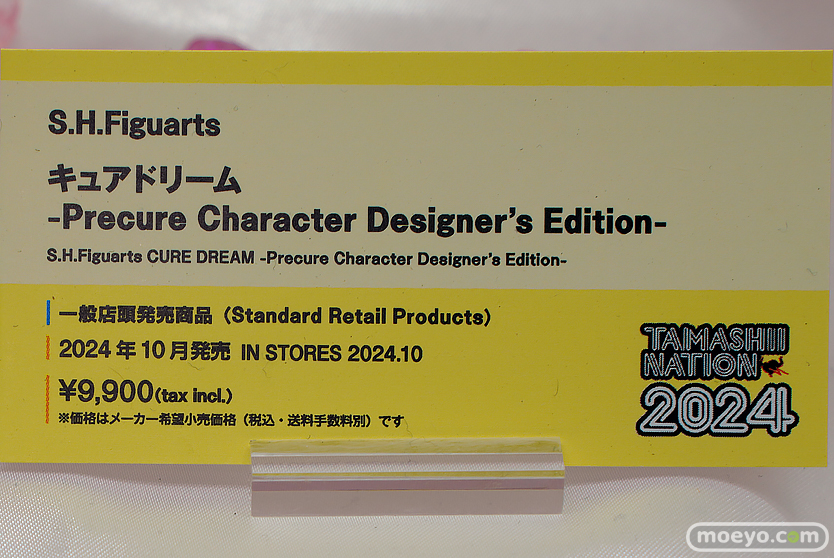 S.H.Figuarts
キュアドリーム
-Precure Character Designer's Edition-
S.H.Figuarts CURE DREAM -Precure Character Designer's Edition-
一般店頭発売商品（Standard Retail Products）
2024年10月発売 IN STORES 2024.10
¥9,900(tax incl.)
※価格はメーカー希望小売価格（税込・送料手数料別）です
TAMASHII
NATION
2024
moeyo.com